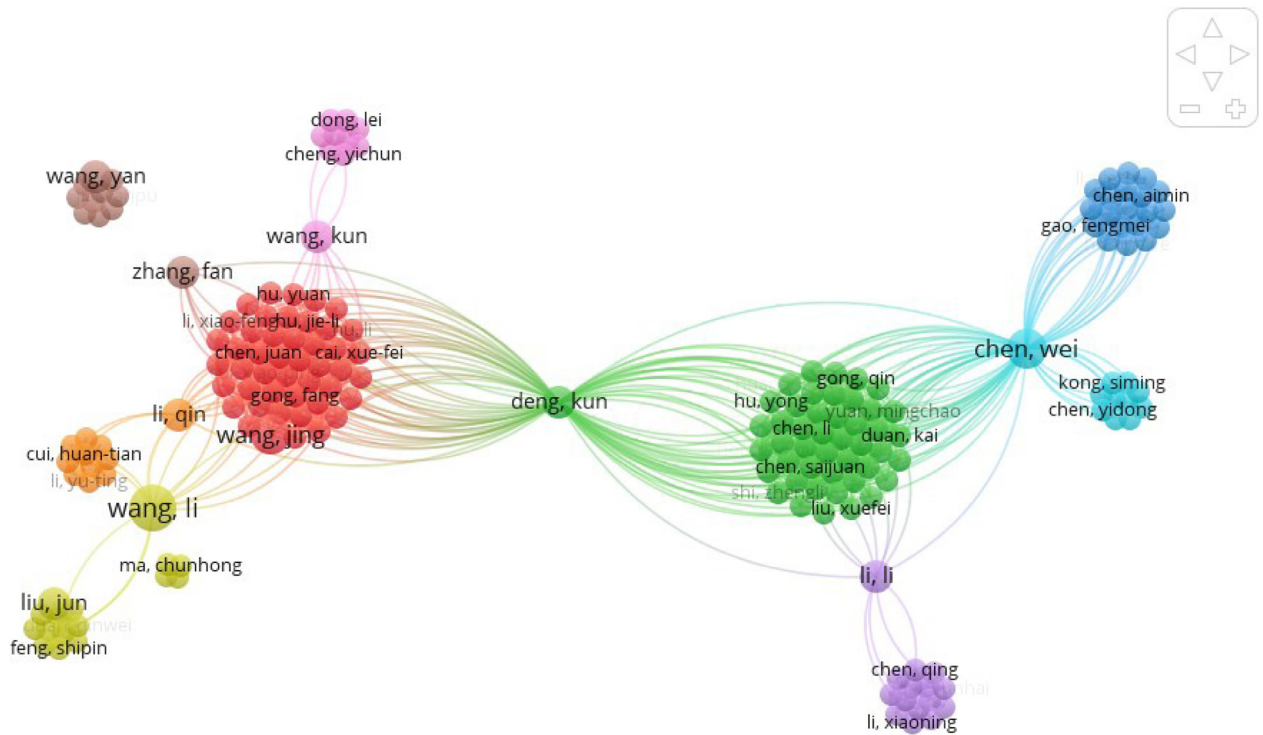 dong, lei
cheng, yichun
wang, yan
chen, aimin
gao, fengmei
wang, kun
zhang, fan
hu, yuan
li, xiao-feng
hu, jie-li
hu, li
chen, juan
cai, xue-fei
gong, fang
li, qin
wang, jing
cui, huan-tian
li, yu-ting
wang, li
ma, chunhong
liu, jun
feng, shipin
deng, kun
chen, wei
kong, siming
chen, yidong
gong, qin
hu, yong
yuan, mingchao
chen, li
duan, kai
chen, saijuan
shi, zhengli
liu, xuefei
li, li
chen, qing
li, xiaoning